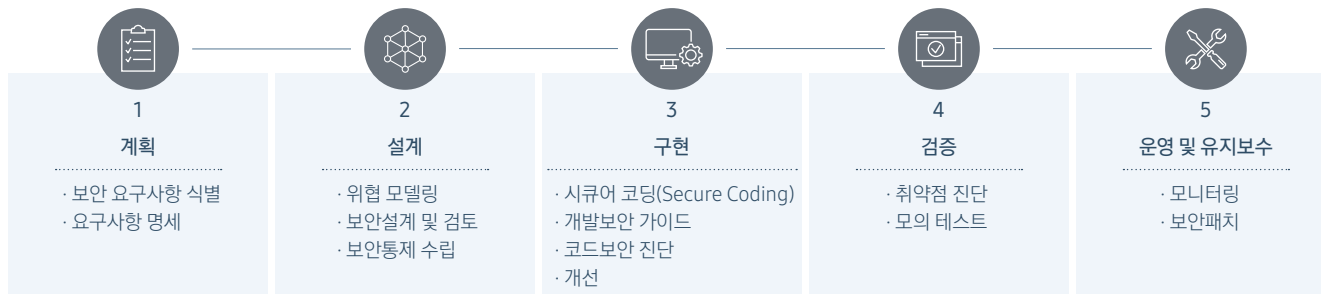 1
계획
· 보안 요구사항 식별
· 요구사항 명세
2
설계
· 위협 모델링
· 보안설계 및 검토
· 보안통제 수립
3
구현
· 시큐어 코딩(Secure Coding)
· 개발보안 가이드
· 코드보안 진단
· 개선
4
검증
· 취약점 진단
· 모의 테스트
5
운영 및 유지보수
· 모니터링
· 보안패치